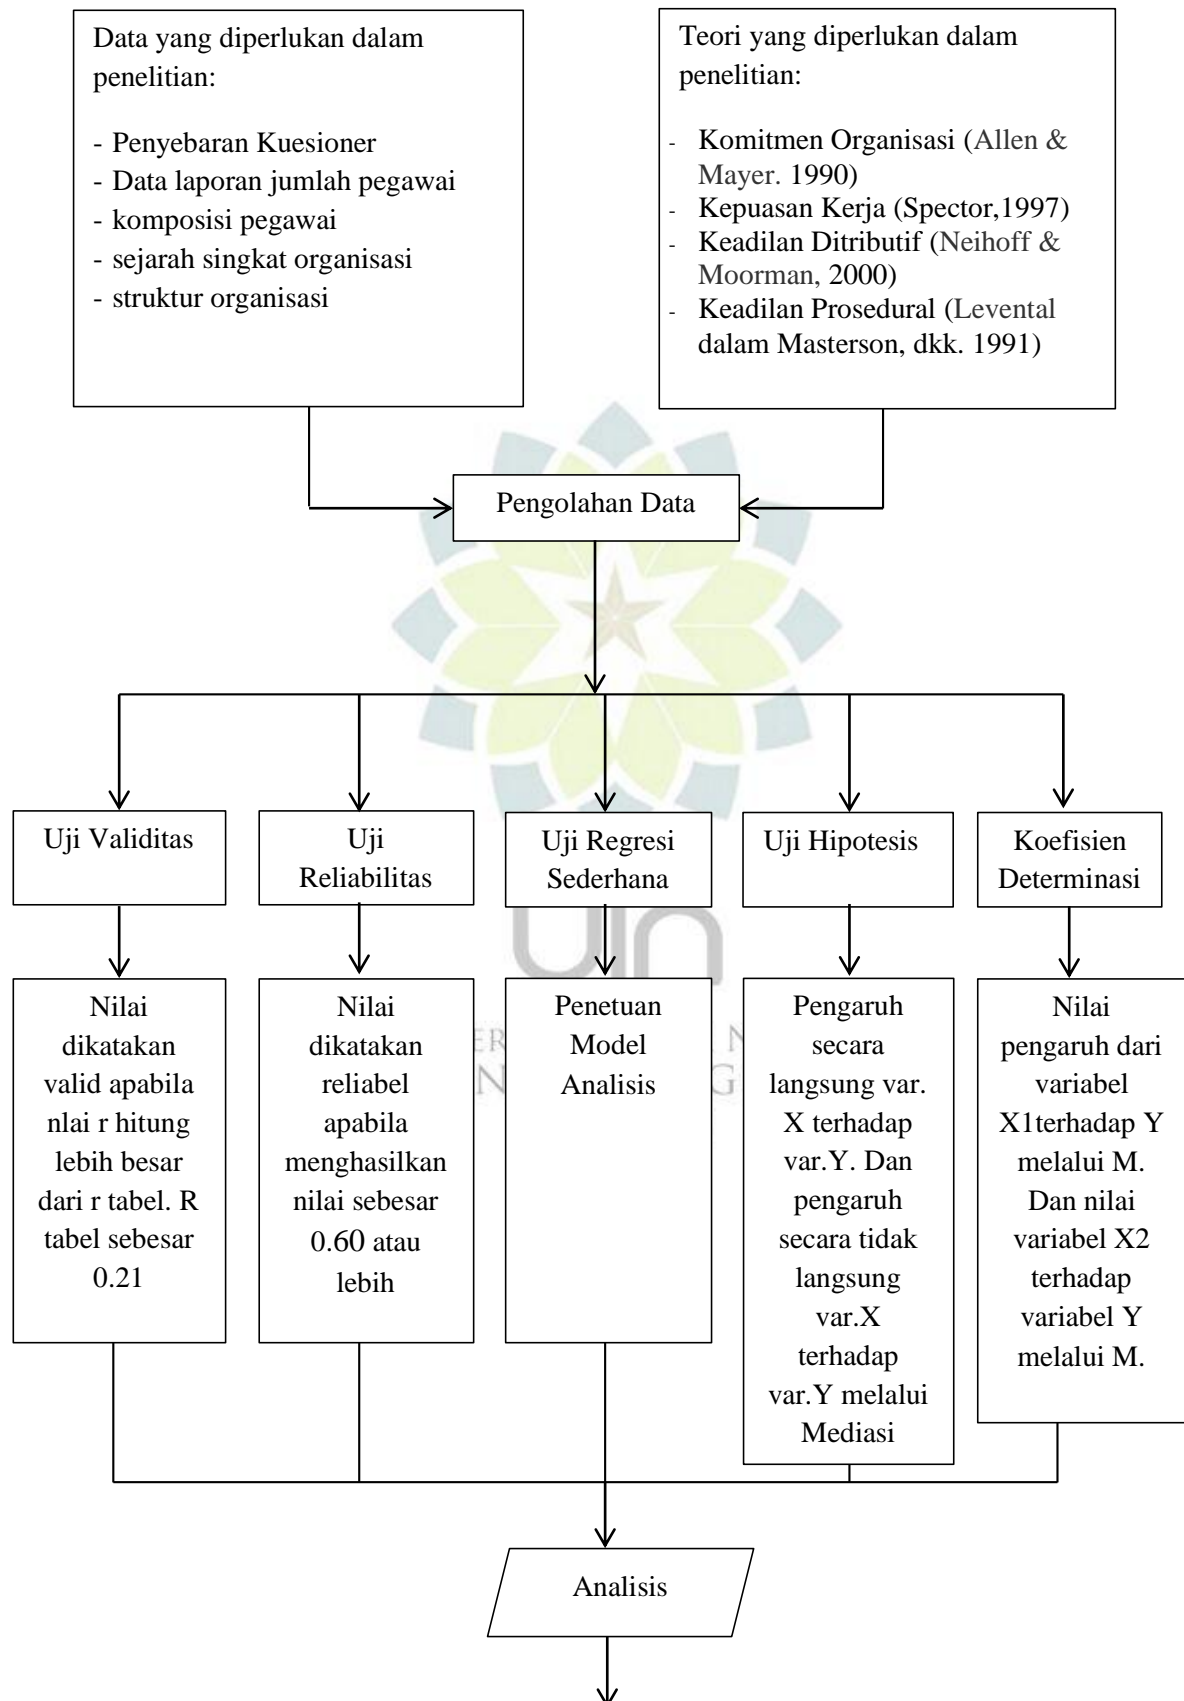 Data yang diperlukan dalam
penelitian:
- Penyebaran Kuesioner
- Data laporan jumlah pegawai
- komposisi pegawai
- sejarah singkat organisasi
- struktur organisasi
Teori yang diperlukan dalam
penelitian:
- Komitmen Organisasi (Allen &
Mayer. 1990)
- Kepuasan Kerja (Spector,1997)
- Keadilan Ditributif (Neihoff &
Moorman, 2000)
- Keadilan Prosedural (Levental
dalam Masterson, dkk. 1991)
Pengolahan Data
Uji Validitas
Uji
Reliabilitas
Uji Regresi
Sederhana
Uji Hipotesis
Koefisien
Determinasi
uin
Nilai
dikatakan
valid apabila
nlai r hitung
lebih besar
dari r tabel. R
tabel sebesar
0.21
Nilai
dikatakan
reliabel
apabila
menghasilkan
nilai sebesar
0.60 atau
lebih
Penetuan
Model
Analisis
Pengaruh
secara
langsung var.
X terhadap
var.Y. Dan
pengaruh
secara tidak
langsung
var.X
terhadap
var.Y melalui
Mediasi
Nilai
pengaruh dari
variabel
X1terhadap Y
melalui M.
Dan nilai
variabel X2
terhadap
variabel Y
melalui M.
Analisis